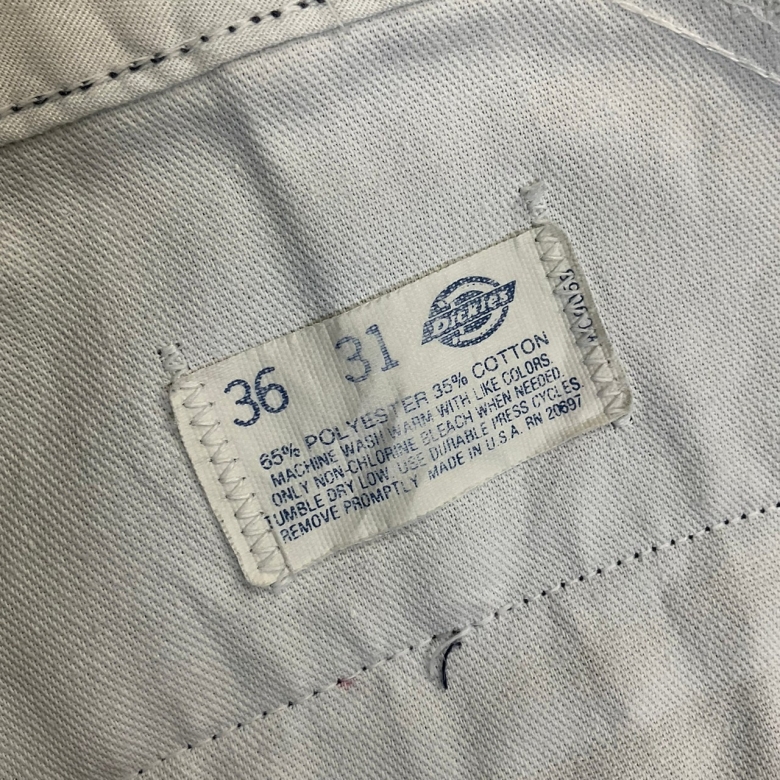 36 31 Dickies
65% POLYESTER 35% COTTON
MACHINE WASH WARM WITH LIKE COLORS.
ONLY NON-CHLORINE BLEACH WHEN NEEDED.
TUMBLE DRY LOW. USE DURABLE PRESS CYCLES.
REMOVE PROMPTLY. MADE IN U.S.A. RN 20697